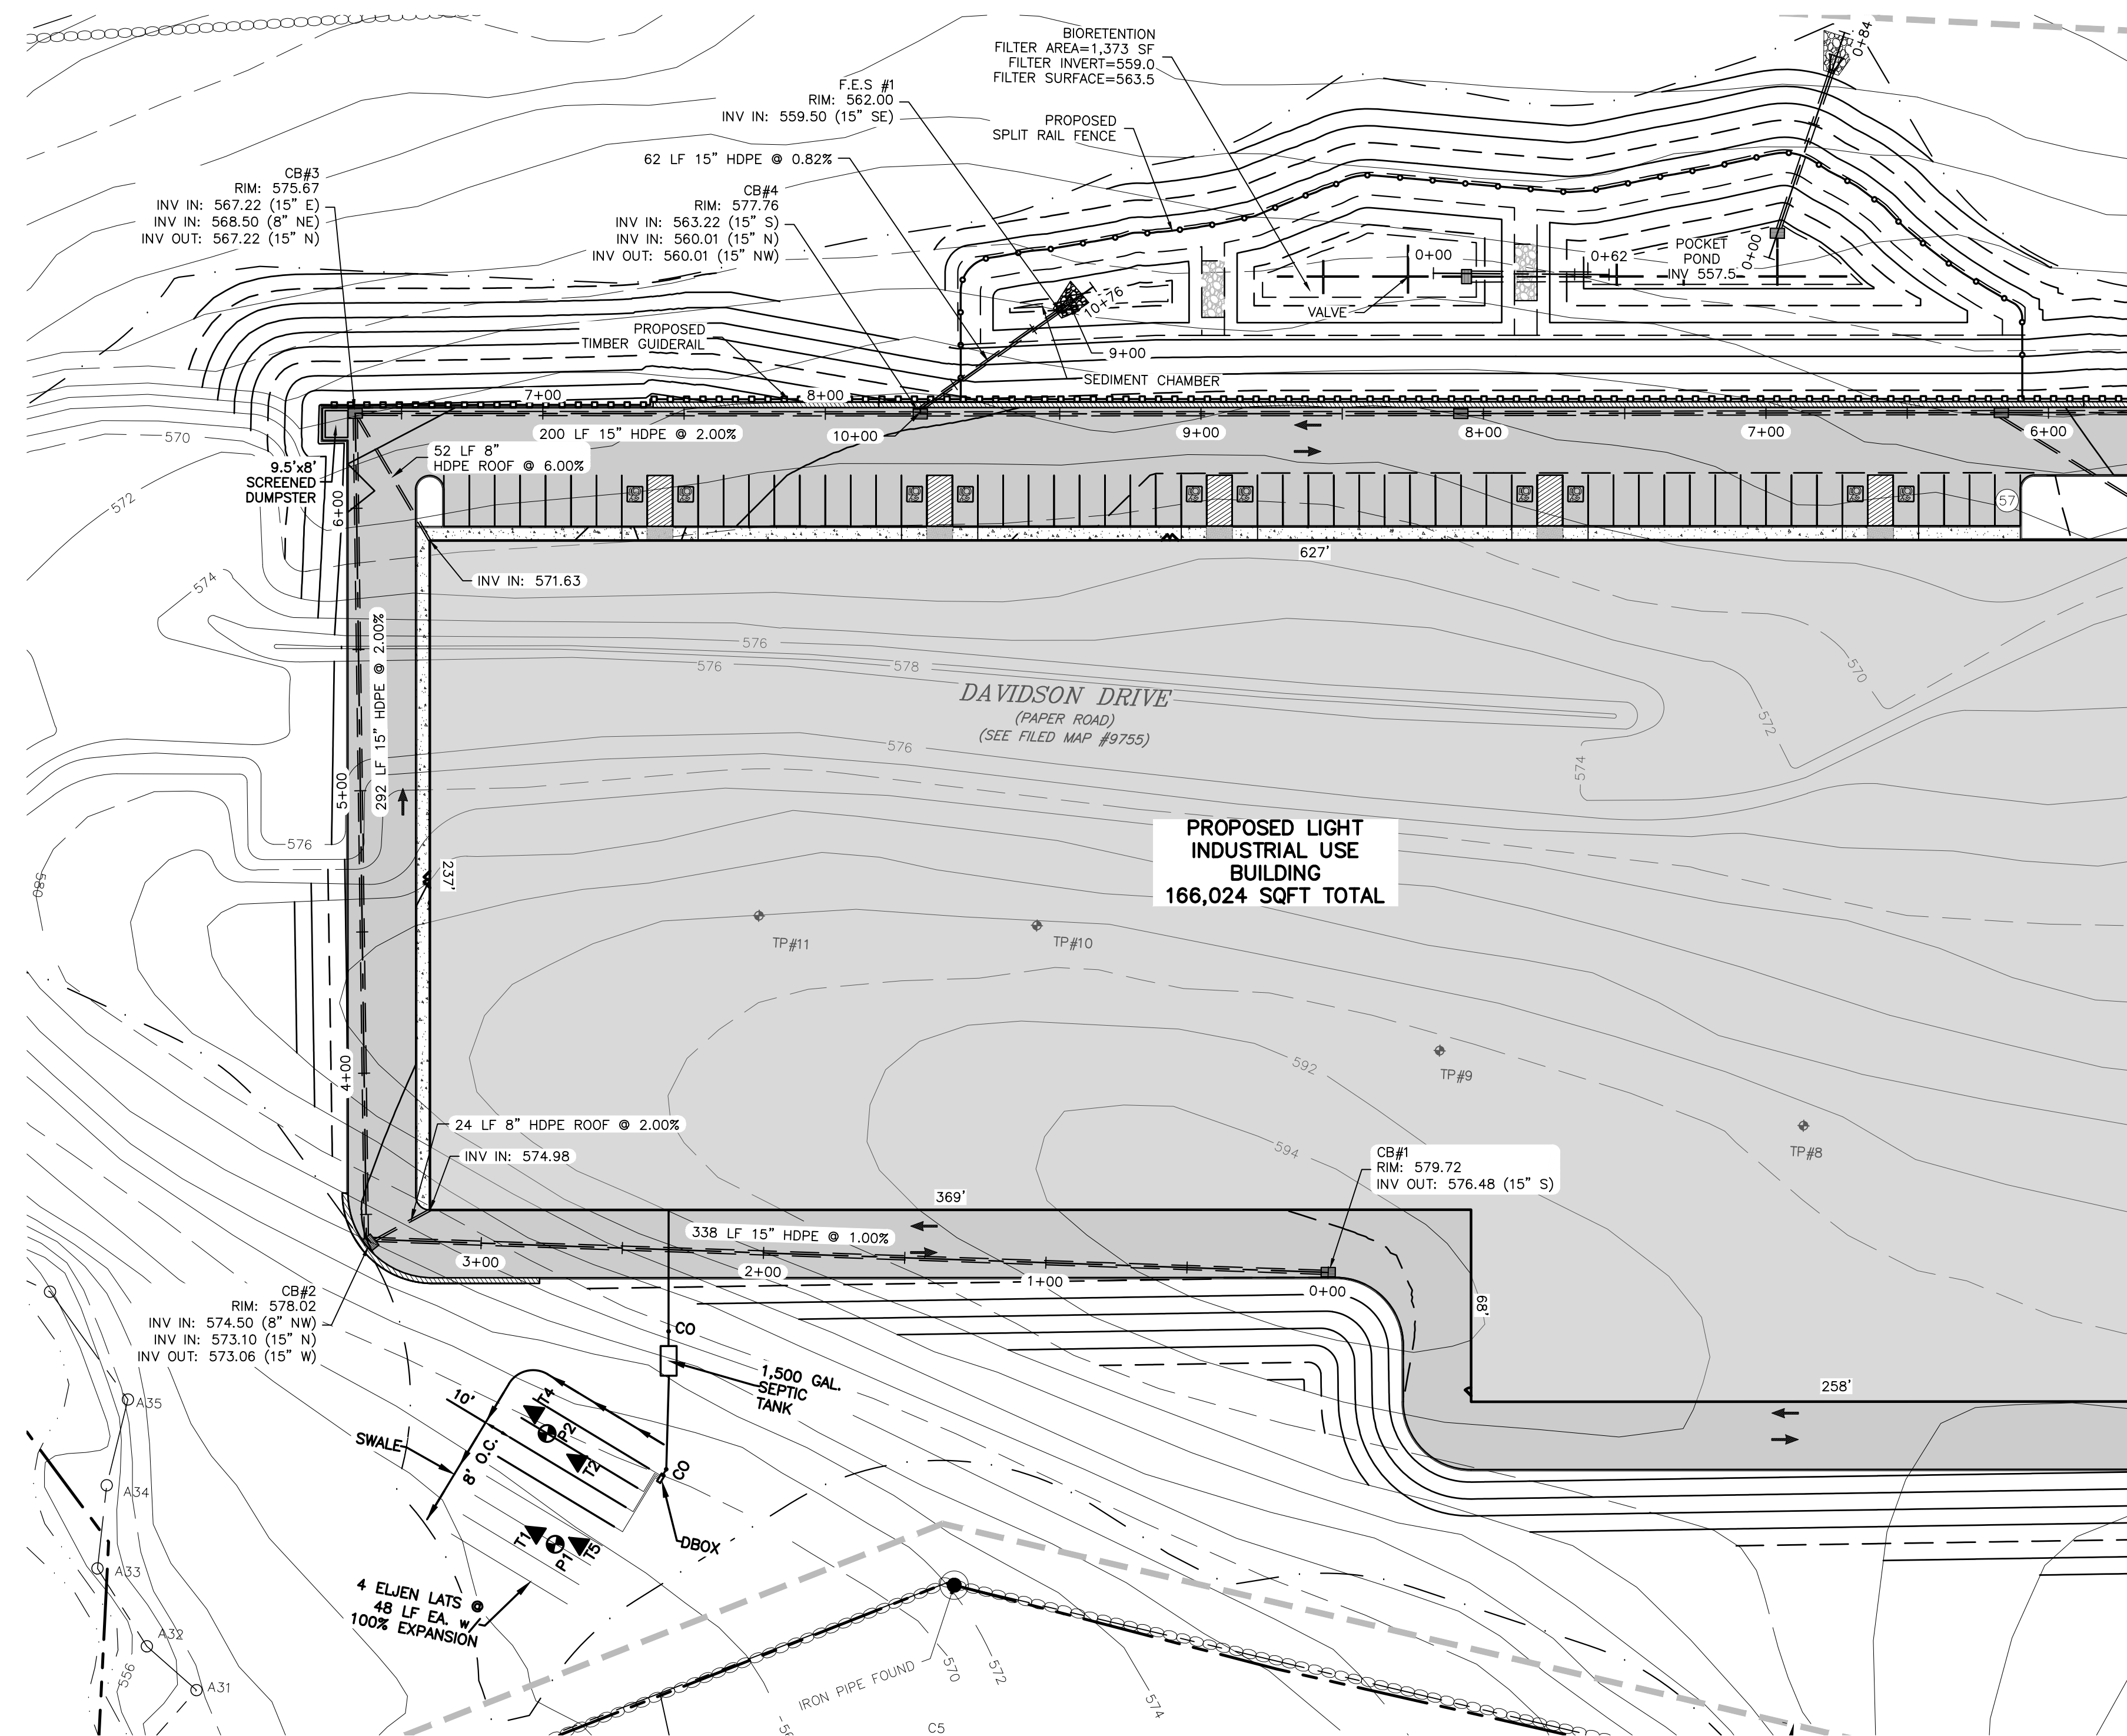 BIORETENTION
FILTER AREA=1,373 SF
FILTER INVERT=559.0
FILTER SURFACE=563.5
0+84
F.E.S #1
RIM: 562.00
INV IN: 559.50 (15" SE)
PROPOSED
SPLIT RAIL FENCE
62 LF 15" HDPE @ 0.82%
CB#3
RIM: 575.67
INV IN: 567.22 (15" E)
INV IN: 568.50 (8" NE)
INV OUT: 567.22 (15" N)
CB#4
RIM: 577.76
INV IN: 563.22 (15" S)
INV IN: 560.01 (15" N)
INV OUT: 560.01 (15" NW)
0+00
0+62
POCKET
POND
INV 557.5
0+00
10+76
VALVE
PROPOSED
TIMBER GUIDERAIL
9+00
SEDIMENT CHAMBER
7+00
8+00
200 LF 15" HDPE @ 2.00%
10+00
9+00
8+00
7+00
6+00
570
52 LF 8"
HDPE ROOF @ 6.00%
9.5'x8'
SCREENED
DUMPSTER
6+00
572
57
627'
INV IN: 571.63
574
292 LF 15" HDPE @ 2.00%
576
576
578
570
DAVIDSON DRIVE
(PAPER ROAD)
(SEE FILED MAP #9755)
572
576
574
5+00
576
580
237'
PROPOSED LIGHT
INDUSTRIAL USE
BUILDING
166,024 SQFT TOTAL
TP#11
TP#10
4+00
592
TP#9
24 LF 8" HDPE ROOF @ 2.00%
594
TP#8
INV IN: 574.98
CB#1
RIM: 579.72
INV OUT: 576.48 (15" S)
369'
338 LF 15" HDPE @ 1.00%
3+00
2+00
1+00
0+00
68'
CB#2
RIM: 578.02
INV IN: 574.50 (8" NW)
INV IN: 573.10 (15" N)
INV OUT: 573.06 (15" W)
CO
1,500 GAL.
SEPTIC
TANK
258'
A35
10'
T4
P2
SWALE
8' O.C.
T2
CO
A34
T1
P1
T5
DBOX
A33
4 ELJEN LATS @
48 LF EA. w/
100% EXPANSION
A32
556
A31
IRON PIPE FOUND
570
572
574
C5